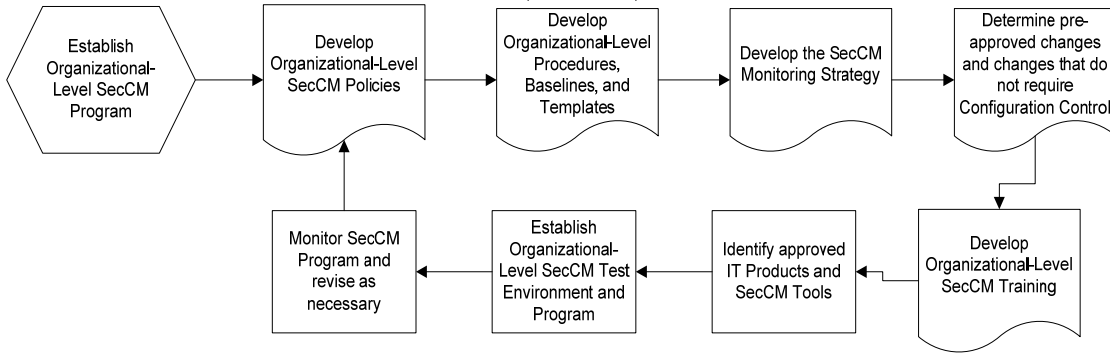 Establish
Organizational-
Level SecCM
Program
Develop
Organizational-Level
SecCM Policies
Develop
Organizational-Level
Procedures,
Baselines, and
Templates
Develop the SecCM
Monitoring Strategy
Determine pre-
approved changes
and changes that do
not require
Configuration Control
Monitor SecCM
Program and
revise as
necessary
Establish
Organizational-
Level SecCM Test
Environment and
Program
Identify approved
IT Products and
SecCM Tools
Develop
Organizational-Level
SecCM Training